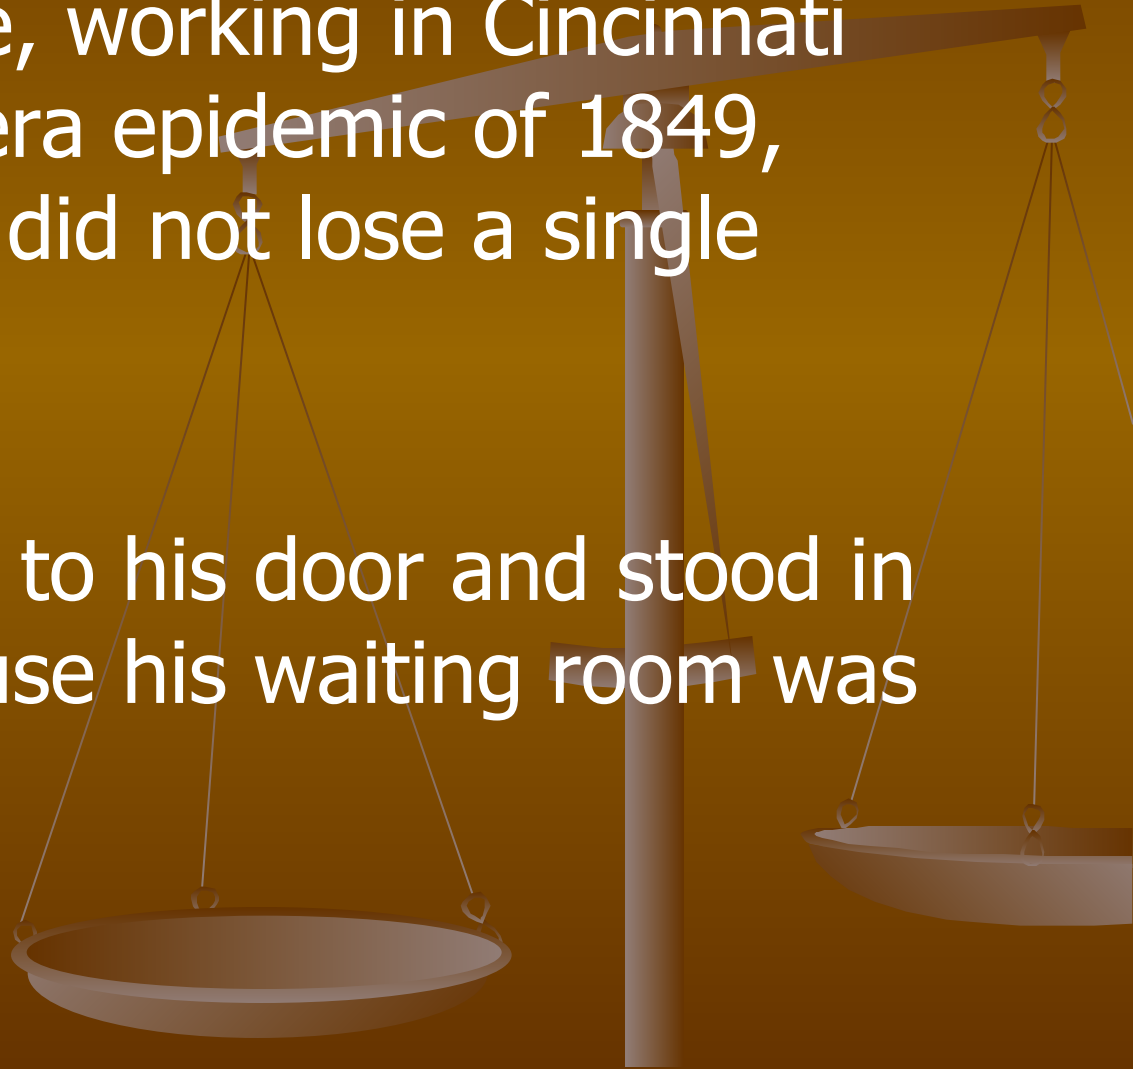 e, working in Cincinnati
era epidemic of 1849,
did not lose a single
to his door and stood in
use his waiting room was